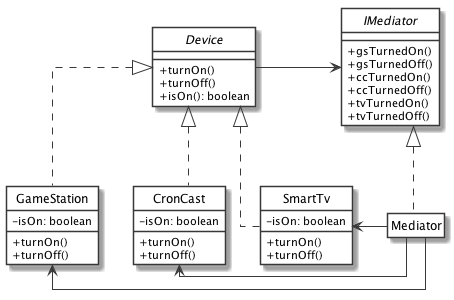 Device
+turnOn()
+turnOff()
+isOn(): boolean
IMediator
+gsTurnedOn()
+gsTurnedOff()
+ccTurnedOn()
+ccTurnedOff()
+tvTurnedOn()
+tvTurnedOff()
GameStation
-isOn: boolean
+turnOn()
+turnOff()
CronCast
-isOn: boolean
+turnOn()
+turnOff()
SmartTv
-isOn: boolean
+turnOn()
+turnOff()
Mediator